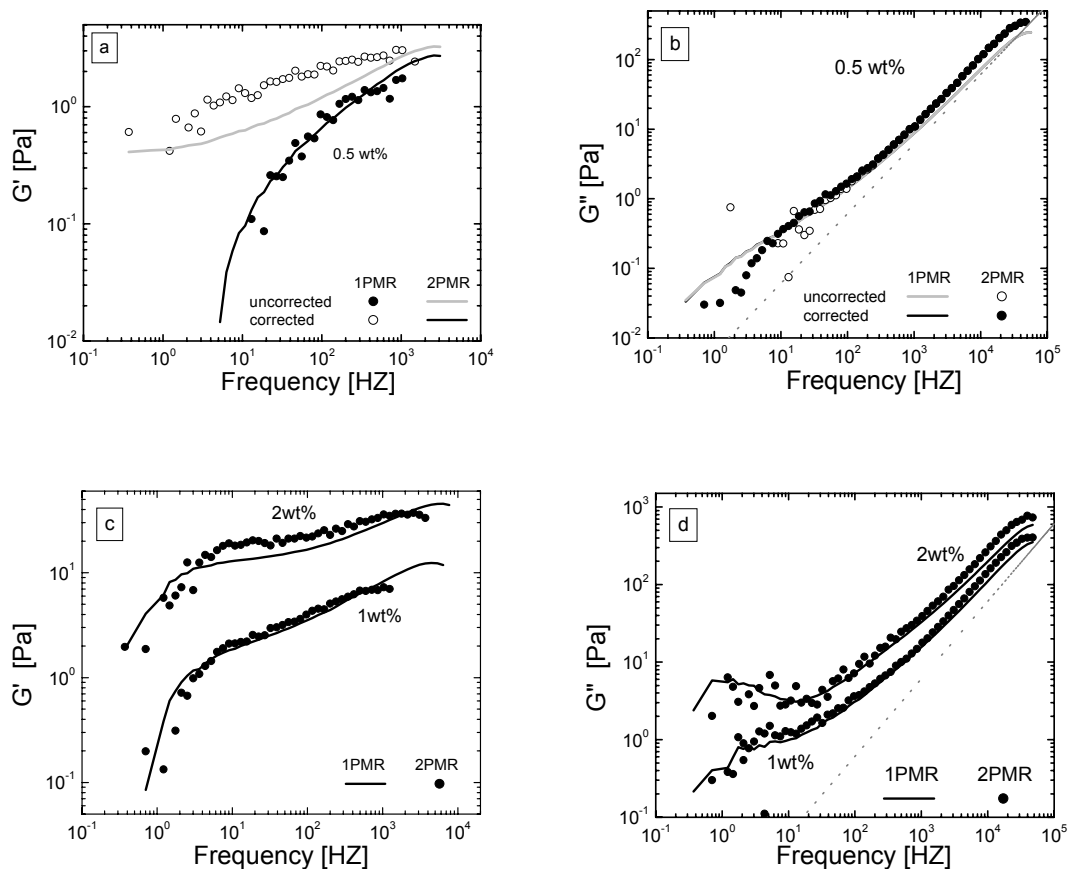 a
G' [Pa]
10^0
10^-1
10^-2
0.5 wt%
1PMR 2PMR
uncorrected
corrected
10^-1 10^0 10^1 10^2 10^3 10^4
Frequency [HZ]
b
G" [Pa]
10^2
10^1
10^0
10^-1
10^-2
0.5 wt%
1PMR 2PMR
uncorrected
corrected
10^-1 10^0 10^1 10^2 10^3 10^4 10^5
Frequency [HZ]
c
G' [Pa]
10^1
10^0
10^-1
2wt%
1wt%
1PMR 2PMR
10^-1 10^0 10^1 10^2 10^3 10^4
Frequency [HZ]
d
G" [Pa]
10^3
10^2
10^1
10^0
10^-1
2wt%
1wt%
1PMR 2PMR
10^-1 10^0 10^1 10^2 10^3 10^4 10^5
Frequency [HZ]